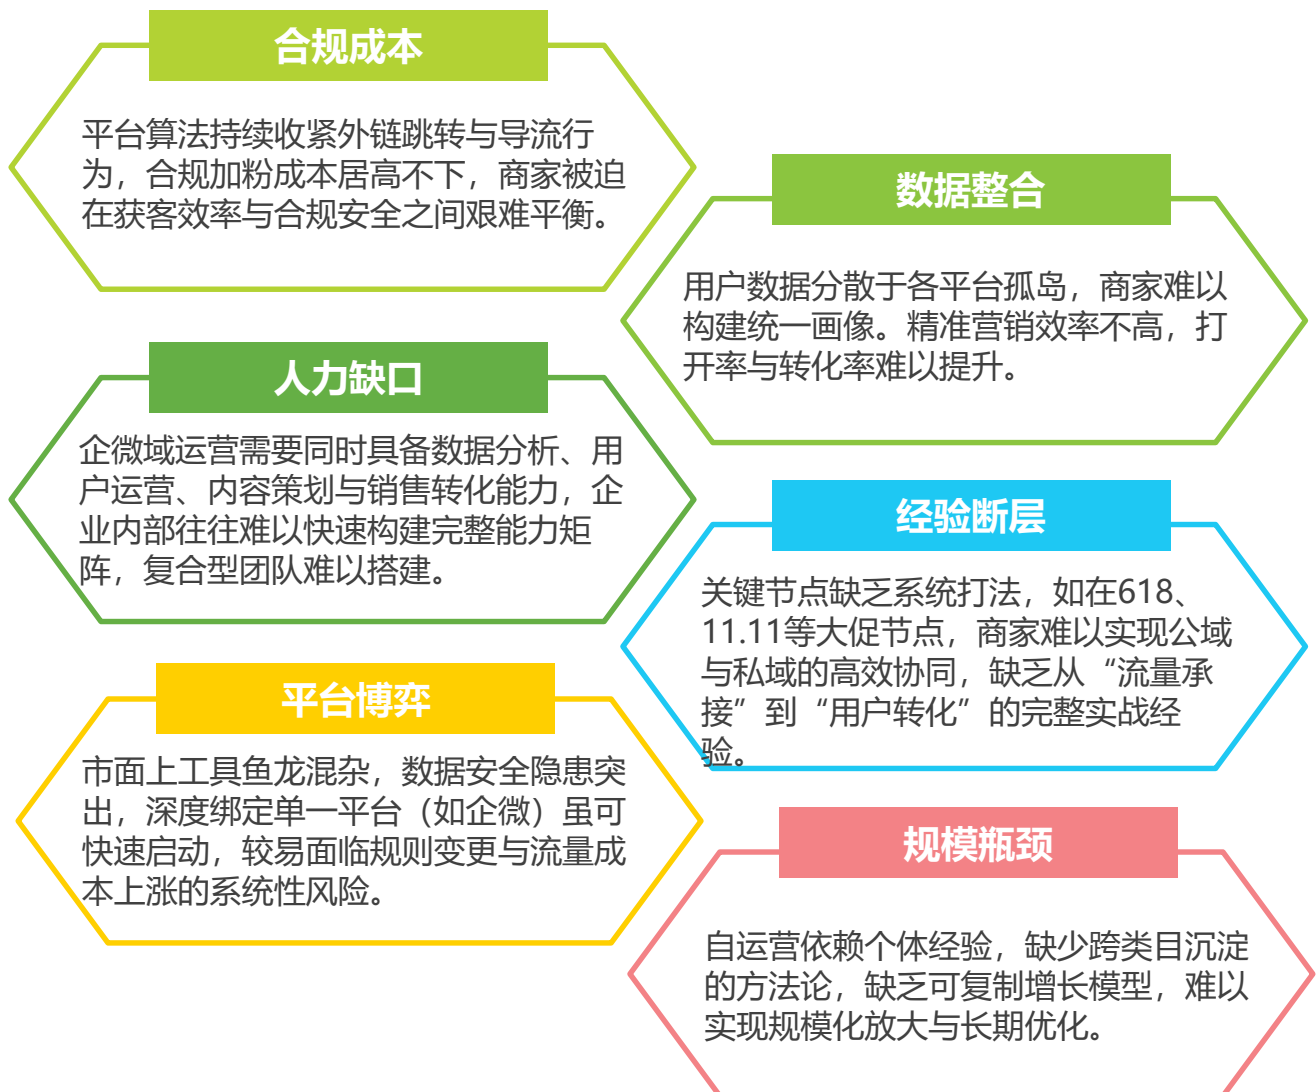 合规成本
平台算法持续收紧外链跳转与导流行
为，合规加粉成本居高不下，商家被迫
在获客效率与合规安全之间艰难平衡。
数据整合
用户数据分散于各平台孤岛，商家难以
构建统一画像。精准营销效率不高，打
开率与转化率难以提升。
人力缺口
企微域运营需要同时具备数据分析、用
户运营、内容策划与销售转化能力，企
业内部往往难以快速构建完整能力矩
阵，复合型团队难以搭建。
经验断层
关键节点缺乏系统打法，如在618、
11.11等大促节点，商家难以实现公域
与私域的高效协同，缺乏从“流量承
接”到“用户转化”的完整实战经
验。
平台博弈
市面上工具鱼龙混杂，数据安全隐患突
出，深度绑定单一平台（如企微）虽可
快速启动，较易面临规则变更与流量成
本上涨的系统性风险。
规模瓶颈
自运营依赖个体经验，缺少跨类目沉淀
的方法论，缺乏可复制增长模型，难以
实现规模化放大与长期优化。